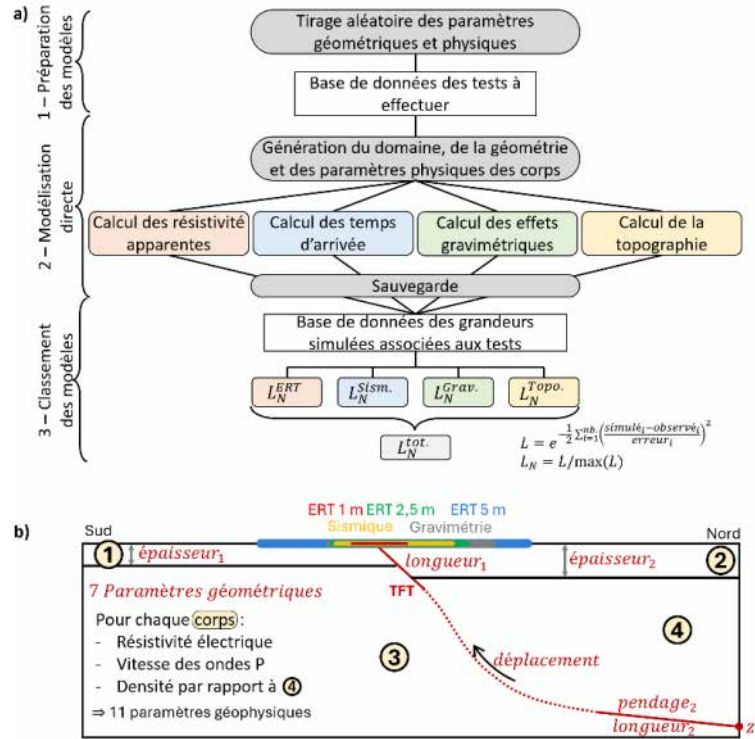 a)
1 – Préparation
des modèles
Tirage aléatoire des paramètres
géométriques et physiques
Base de données des tests à
effectuer
2 – Modélisation
directe
Génération du domaine, de la géométrie
et des paramètres physiques des corps
Calcul des résistivité
apparentes
Calcul des temps
d'arrivée
Calcul des effets
gravimétriques
Calcul de la
topographie
Sauvegarde
3 – Classement
des modèles
Base de données des grandeurs
simulées associées aux tests
L_N^{ERT}
L_N^{Sism.}
L_N^{Grav.}
L_N^{Topo.}
L_N^{tot.}
L = e^{-\frac{1}{2}\sum_{i=1}^{nb.}\left(\frac{simulé_i-observé_i}{erreur_i}\right)^2}
L_N = L/max(L)
b)
ERT 1 m ERT 2,5 m ERT 5 m
Sud Sismique Gravimétrie Nord
1 épaisseur₁ longueur₁ épaisseur₂ 2
7 Paramètres géométriques
TFT
Pour chaque corps :
- Résistivité électrique
- Vitesse des ondes P
- Densité par rapport à 4
⇒ 11 paramètres géophysiques
3
4
déplacement
pendage₂
longueur₂
z